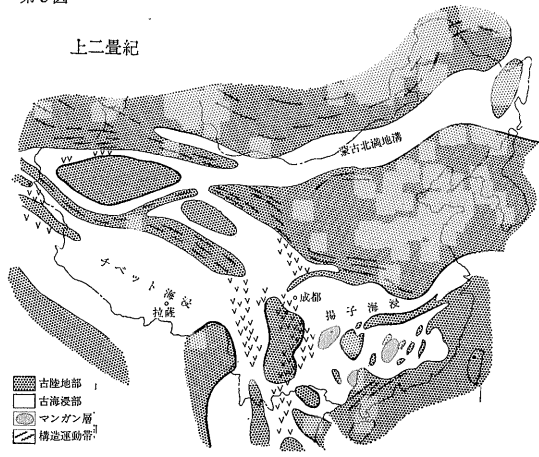 上二畳紀
蒙古北満地溝
チベット海浸
拉薩
成都
揚子海浸
古陸地部
古海浸部
マンガン層
構造運動帯